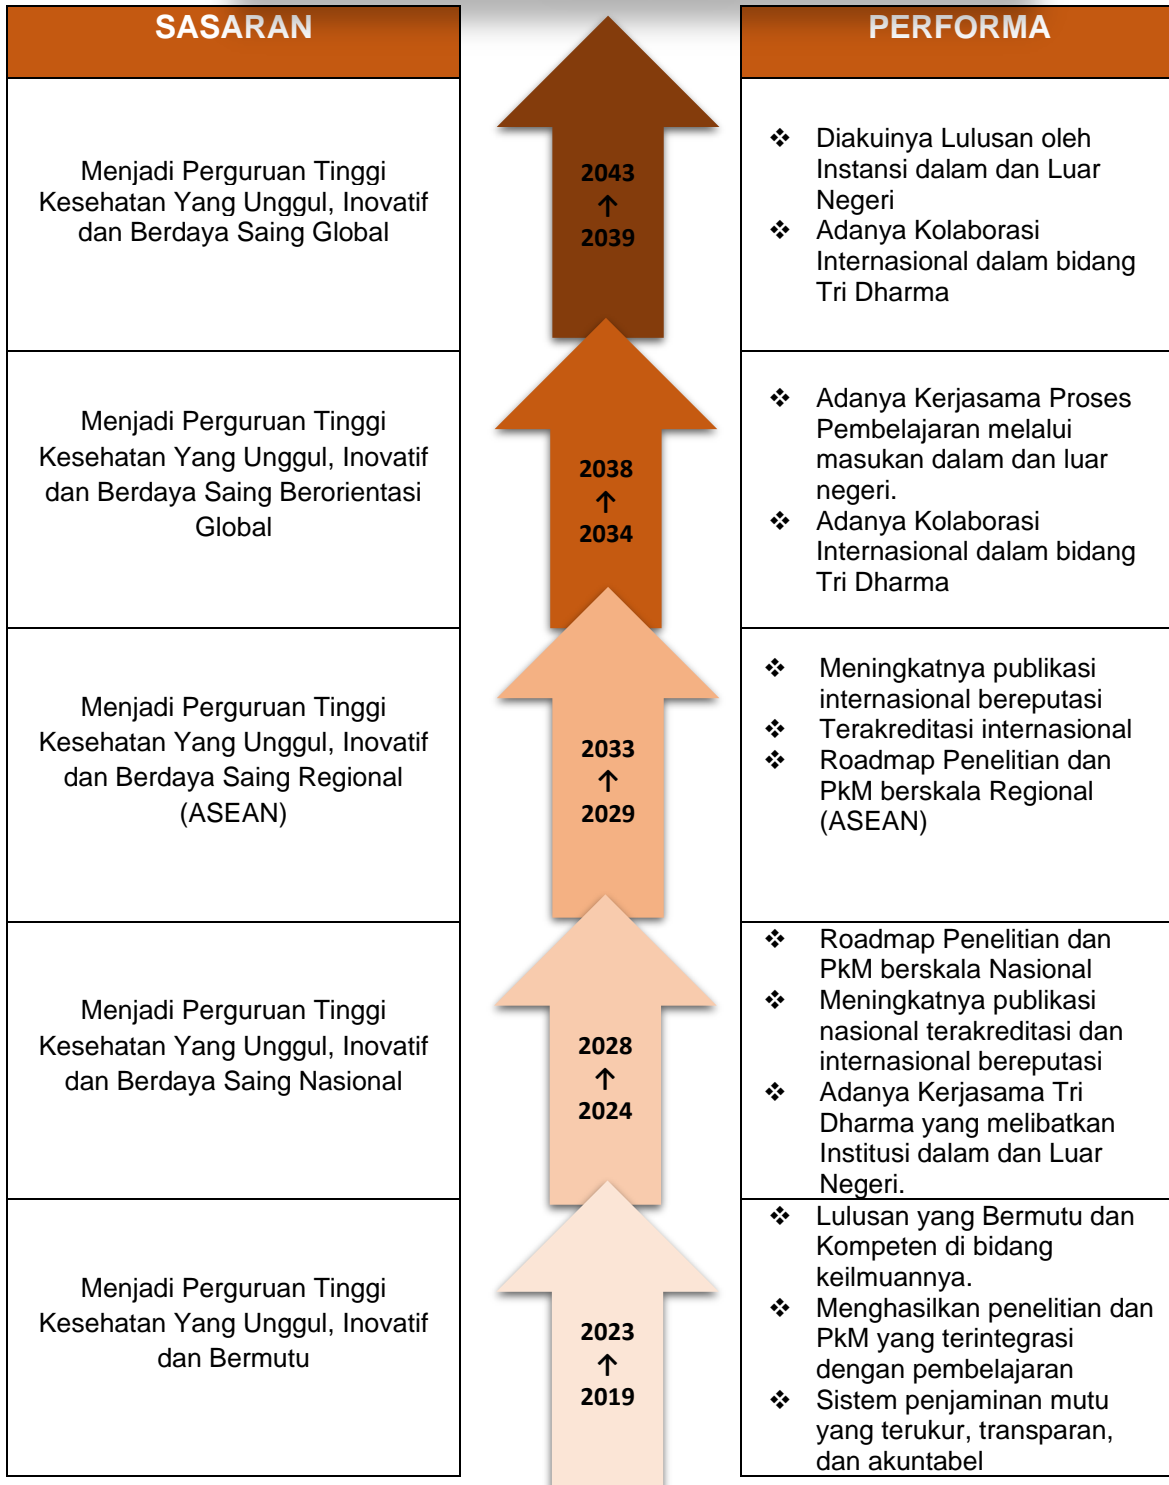 SASARAN
PERFORMA
Menjadi Perguruan Tinggi
Kesehatan Yang Unggul, Inovatif
dan Berdaya Saing Global
2043
↑
2039
❖ Diakuinya Lulusan oleh
Instansi dalam dan Luar
Negeri
❖ Adanya Kolaborasi
Internasional dalam bidang
Tri Dharma
Menjadi Perguruan Tinggi
Kesehatan Yang Unggul, Inovatif
dan Berdaya Saing Berorientasi
Global
2038
↑
2034
❖ Adanya Kerjasama Proses
Pembelajaran melalui
masukan dalam dan luar
negeri.
❖ Adanya Kolaborasi
Internasional dalam bidang
Tri Dharma
Menjadi Perguruan Tinggi
Kesehatan Yang Unggul, Inovatif
dan Berdaya Saing Regional
(ASEAN)
2033
↑
2029
❖ Meningkatnya publikasi
internasional bereputasi
❖ Terakreditasi internasional
❖ Roadmap Penelitian dan
PkM berskala Regional
(ASEAN)
Menjadi Perguruan Tinggi
Kesehatan Yang Unggul, Inovatif
dan Berdaya Saing Nasional
2028
↑
2024
❖ Roadmap Penelitian dan
PkM berskala Nasional
❖ Meningkatnya publikasi
nasional terakreditasi dan
internasional bereputasi
❖ Adanya Kerjasama Tri
Dharma yang melibatkan
Institusi dalam dan Luar
Negeri.
Menjadi Perguruan Tinggi
Kesehatan Yang Unggul, Inovatif
dan Bermutu
2023
↑
2019
❖ Lulusan yang Bermutu dan
Kompeten di bidang
keilmuannya.
❖ Menghasilkan penelitian dan
PkM yang terintegrasi
dengan pembelajaran
❖ Sistem penjaminan mutu
yang terukur, transparan,
dan akuntabel